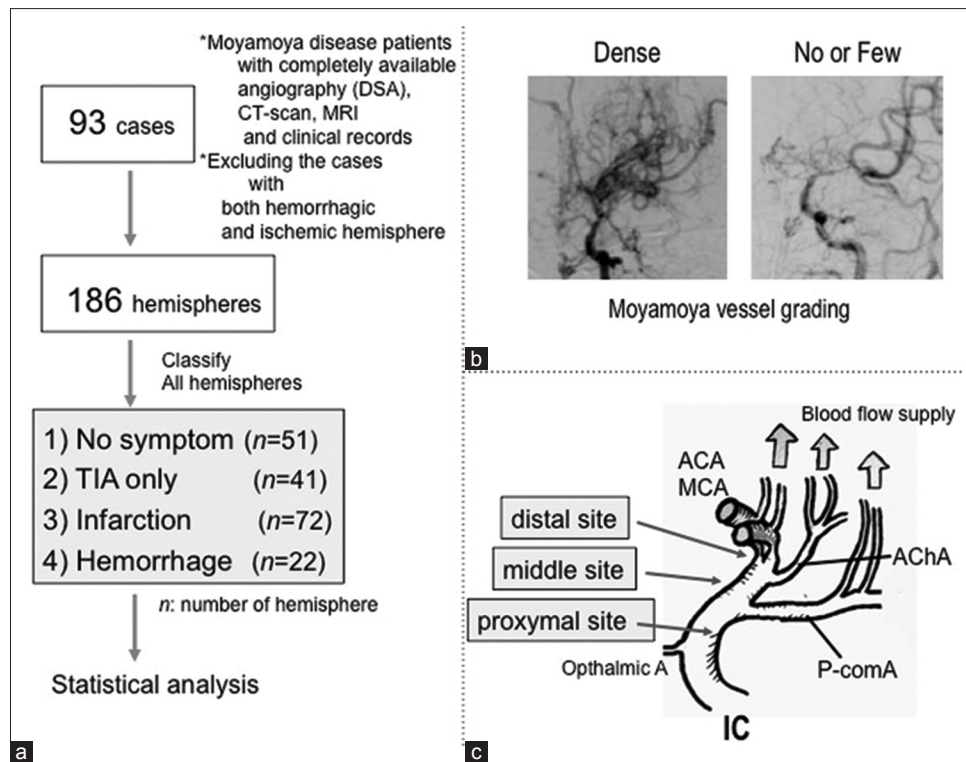 *Moyamoya disease patients
with completely available
angiography (DSA),
CT-scan, MRI
and clinical records
*Excluding the cases
with
both hemorrhagic
and ischemic hemisphere
93 cases
186 hemispheres
Classify
All hemispheres
1) No symptom (n=51)
2) TIA only (n=41)
3) Infarction (n=72)
4) Hemorrhage (n=22)
n: number of hemisphere
Statistical analysis
a
Dense
No or Few
Moyamoya vessel grading
b
Blood flow supply
ACA
MCA
distal site
middle site
AChA
proxymal site
Opthalmic A
P-comA
IC
c